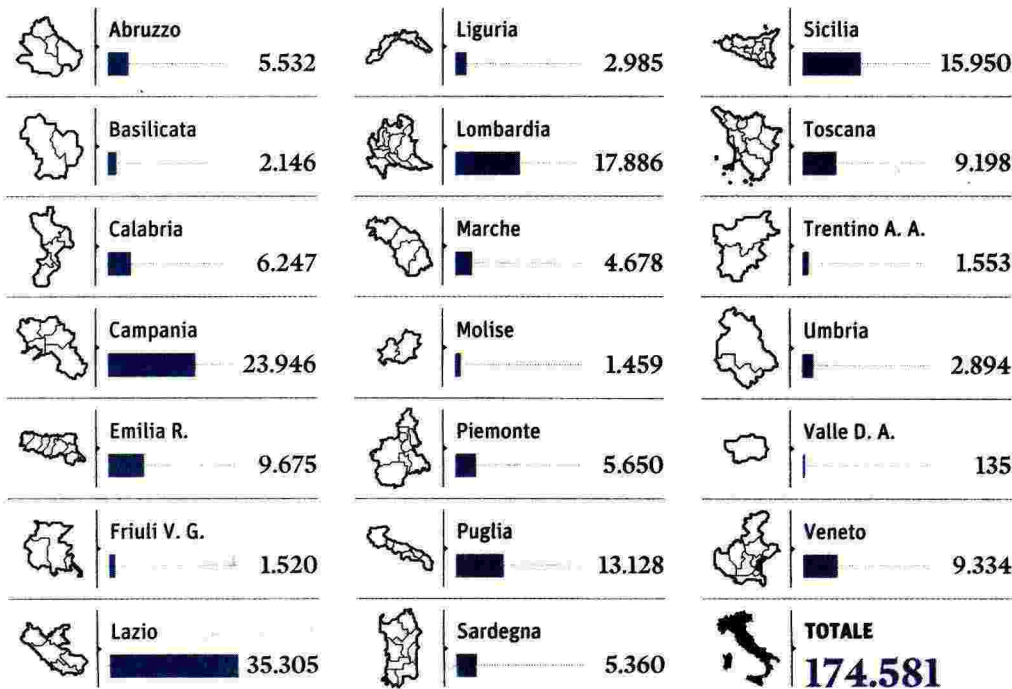 Abruzzo
5.532
Basilicata
2.146
Calabria
6.247
Campania
23.946
Emilia R.
9.675
Friuli V. G.
1.520
Lazio
35.305
Liguria
2.985
Lombardia
17.886
Marche
4.678
Molise
1.459
Piemonte
5.650
Puglia
13.128
Sardegna
5.360
Sicilia
15.950
Toscana
9.198
Trentino A. A.
1.553
Umbria
2.894
Valle D. A.
135
Veneto
9.334
TOTALE
174.581